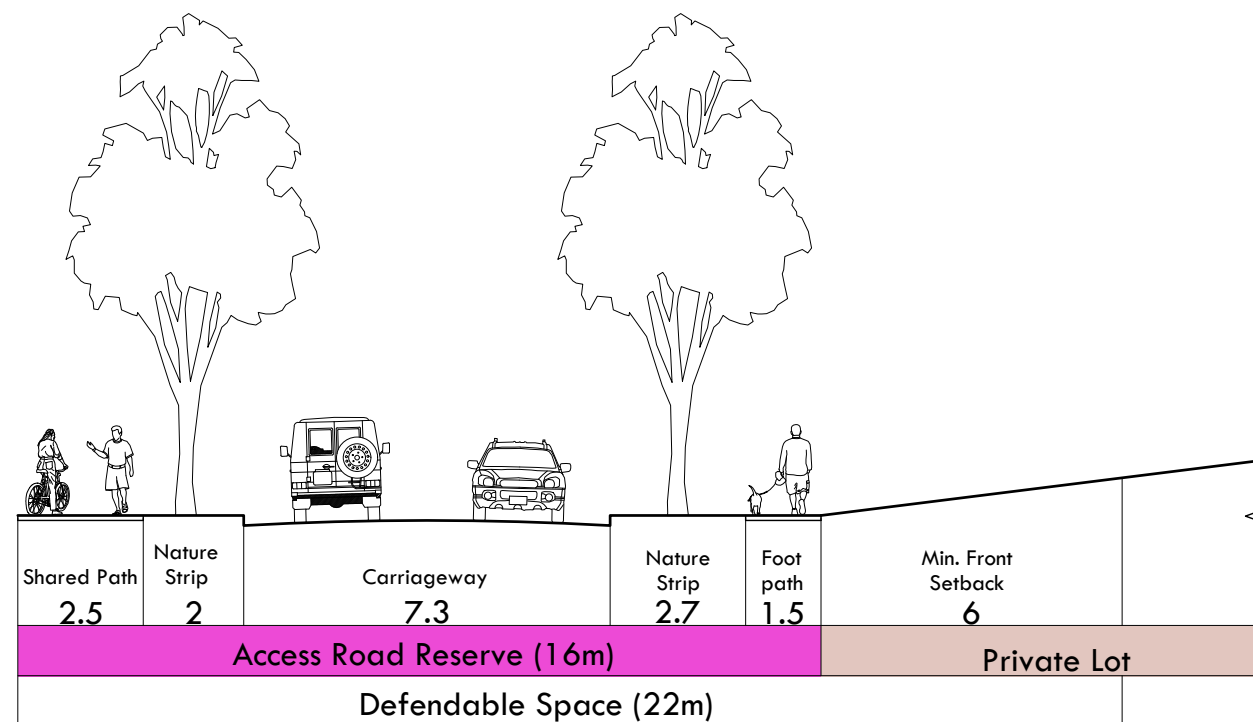 Shared Path
2.5
Nature
Strip
2
Carriageway
7.3
Nature
Strip
2.7
Foot
path
1.5
Min. Front
Setback
6
Access Road Reserve (16m)
Private Lot
Defendable Space (22m)